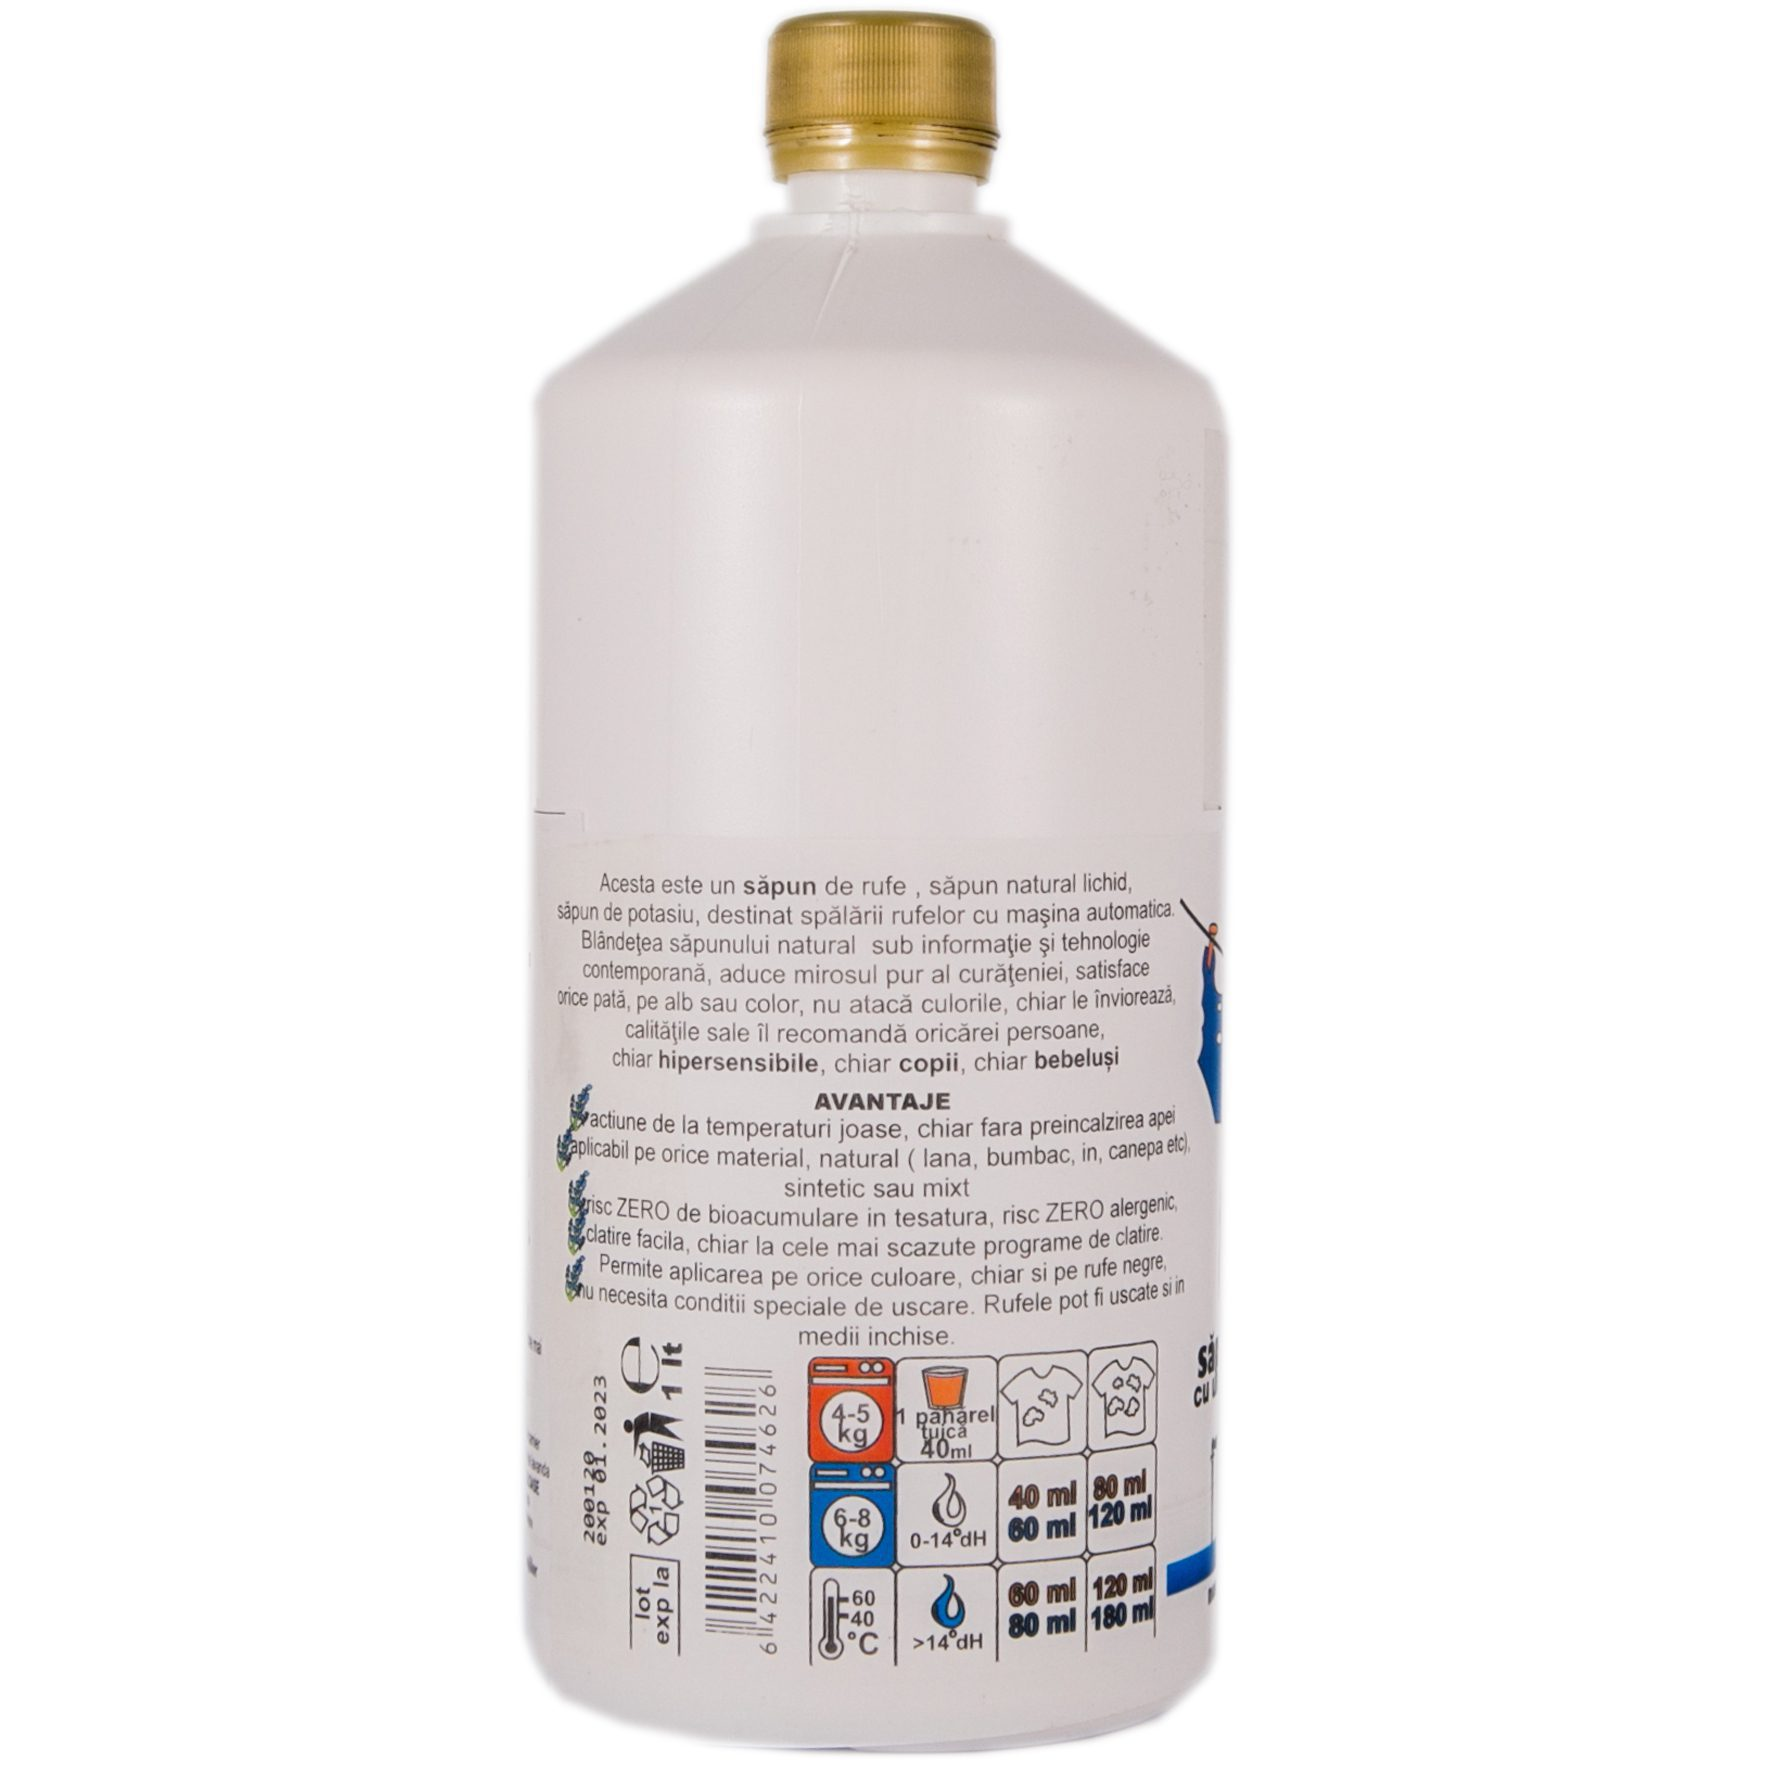 Acesta este un săpun de rufe , săpun natural lichid,
săpun de potasiu, destinat spălării rufelor cu maşina automatica.
Blândeţea săpunului natural sub informaţie şi tehnologie
contemporană, aduce mirosul pur al curăţeniei, satisface
orice pată, pe alb sau color, nu atacă culorile, chiar le înviorează,
calităţile sale îl recomandă oricărei persoane,
chiar hipersensibile, chiar copii, chiar bebeluși
AVANTAJE
actiune de la temperaturi joase, chiar fara preincalzirea apei
aplicabil pe orice material, natural ( lana, bumbac, in, canepa etc),
sintetic sau mixt
risc ZERO de bioacumulare in tesatura, risc ZERO alergenic,
clatire facila, chiar la cele mai scazute programe de clatire.
Permite aplicarea pe orice culoare, chiar si pe rufe negre,
nu necesita conditii speciale de uscare. Rufele pot fi uscate si in
medii inchise.
e
1 lt
200120
exp 01.2023
lot
exp la
6422410074626
4-5
kg
1 păhărel
ţuică
40ml
6-8
kg
0-14°dH
40 ml
60 ml
80 ml
120 ml
60
40
°C
>14°dH
60 ml
80 ml
120 ml
180 ml
cu
mai
lavanda